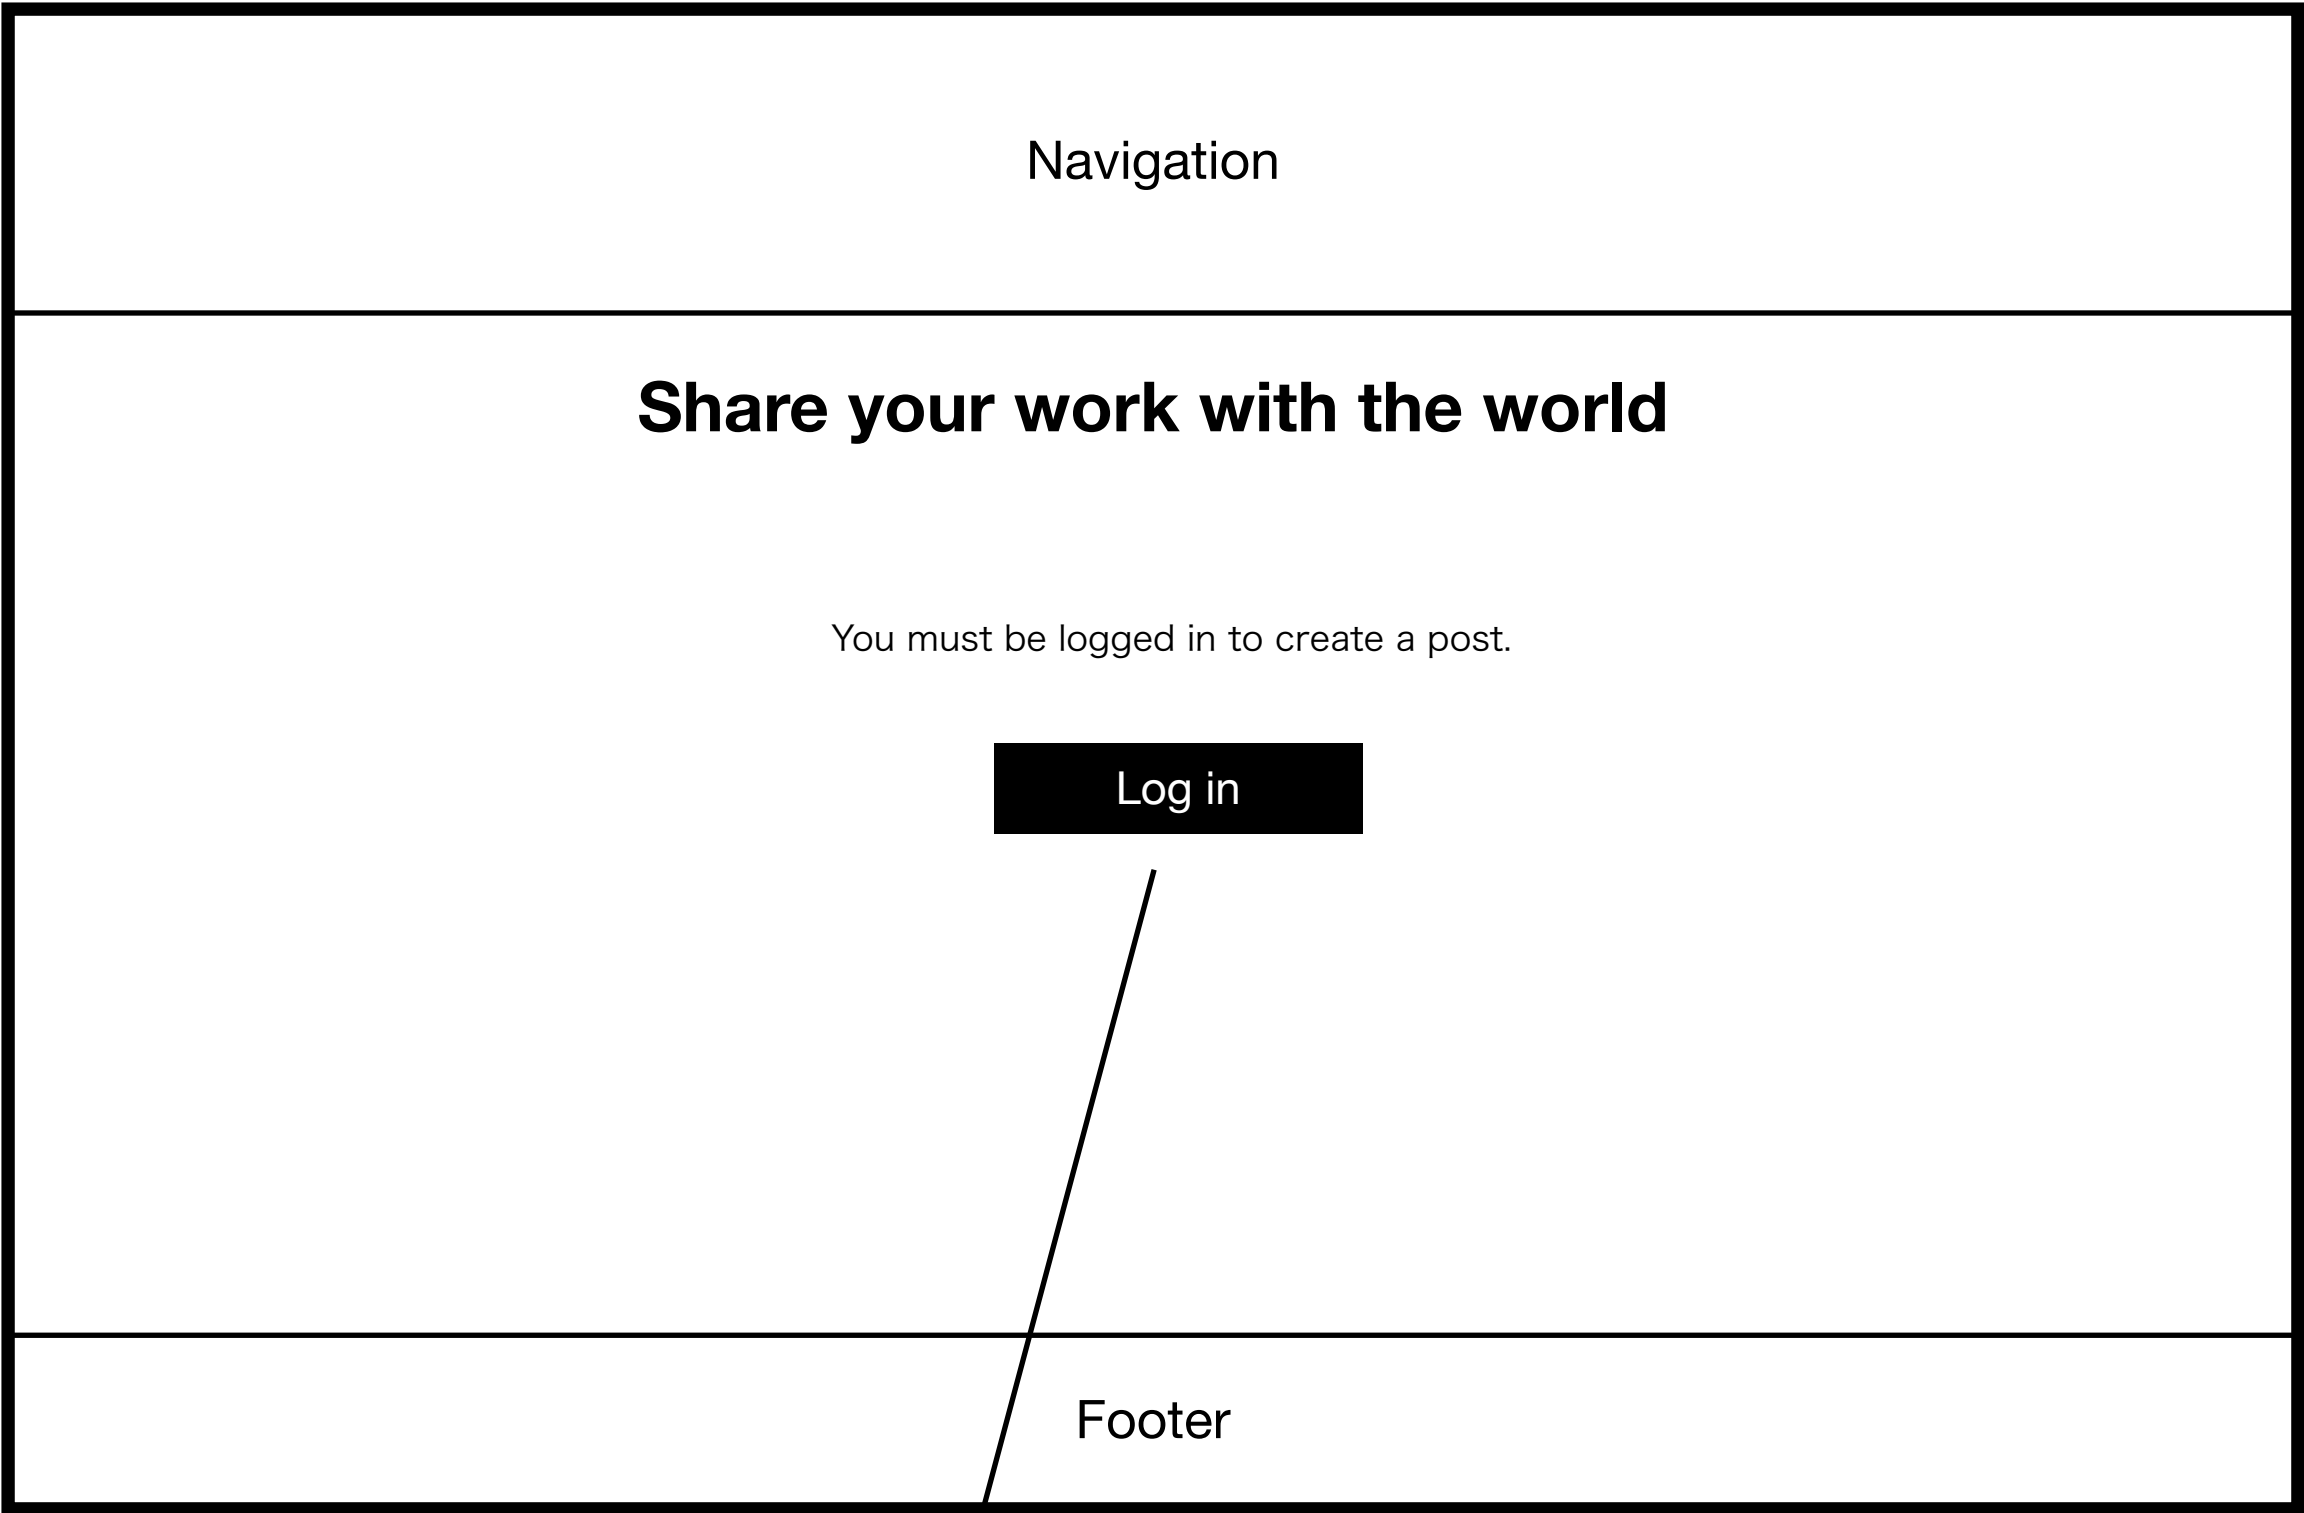 Navigation
Share your work with the world
You must be logged in to create a post.
Log in
Footer